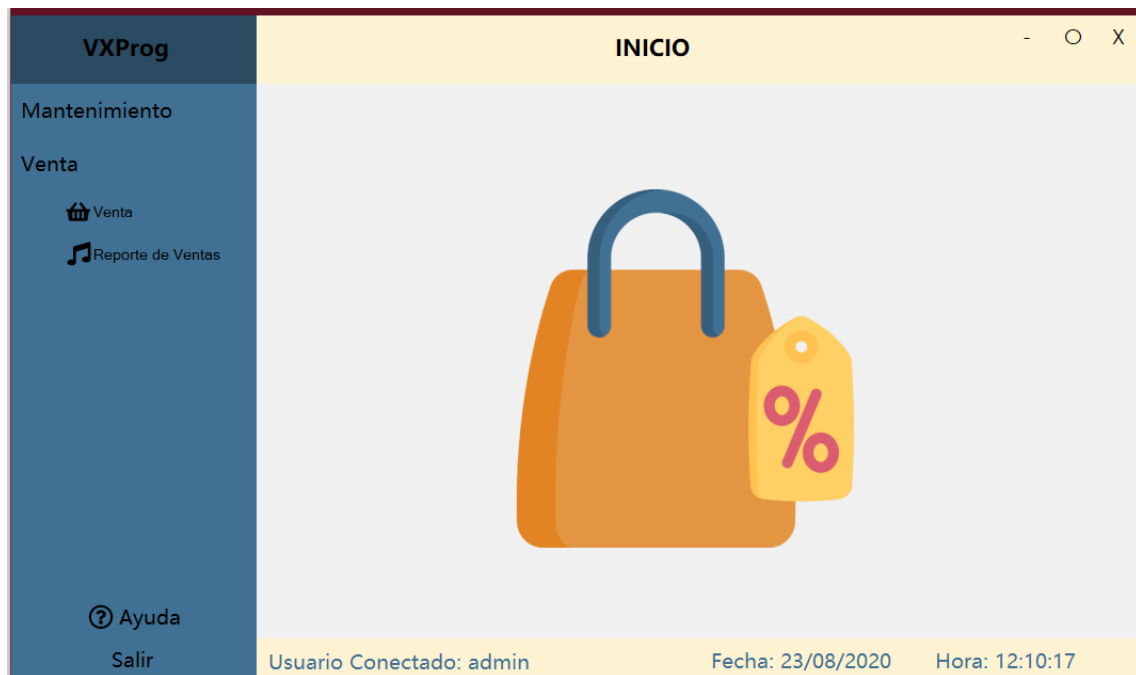 VXProg
INICIO
- O X
Mantenimiento
Venta
Venta
Reporte de Ventas
%
? Ayuda
Salir
Usuario Conectado: admin
Fecha: 23/08/2020
Hora: 12:10:17